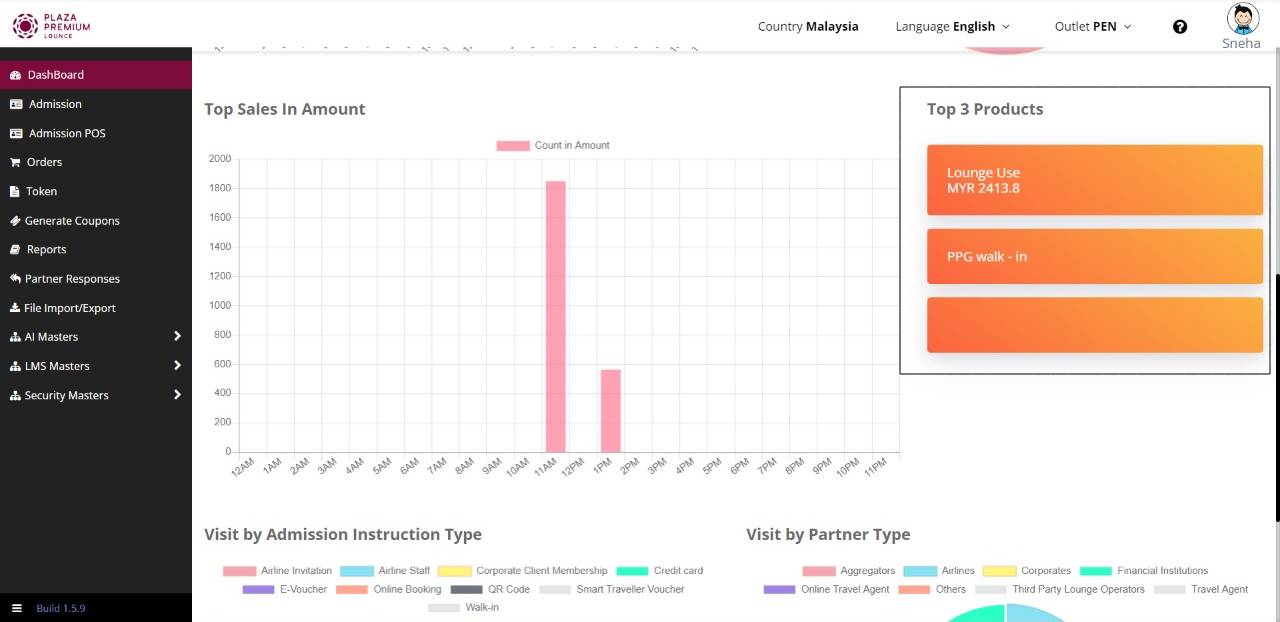 PLAZA
PREMIUM
LOUNGE
Country Malaysia
Language English
Outlet PEN
Sneha
DashBoard
Admission
Admission POS
Orders
Token
Generate Coupons
Reports
Partner Responses
File Import/Export
AI Masters
LMS Masters
Security Masters
Build 1.5.9
Top Sales In Amount
Count in Amount
2000
1800
1600
1400
1200
1000
800
600
400
200
0
12AM 1AM 2AM 3AM 4AM 5AM 6AM 7AM 8AM 9AM 10AM 11AM 12PM 1PM 2PM 3PM 4PM 5PM 6PM 7PM 8PM 9PM 10PM 11PM
Top 3 Products
Lounge Use
MYR 2413.8
PPG walk - in
Visit by Admission Instruction Type
Airline Invitation Airline Staff Corporate Client Membership Credit card
E-Voucher Online Booking QR Code Smart Traveller Voucher
Walk-in
Visit by Partner Type
Aggregators Airlines Corporates Financial Institutions
Online Travel Agent Others Third Party Lounge Operators Travel Agent